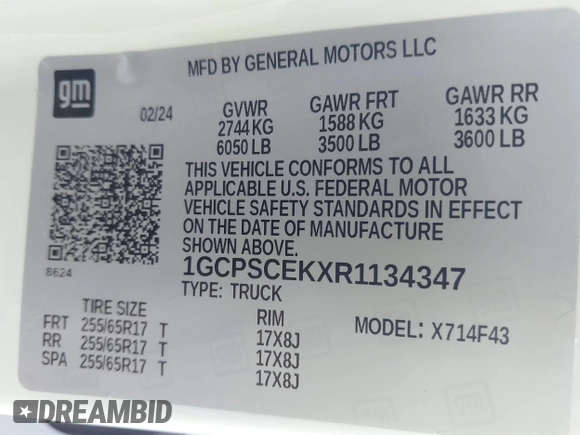 gm
MFD BY GENERAL MOTORS LLC
02/24
GVWR GAWR FRT GAWR RR
2744 KG 1588 KG 1633 KG
6050 LB 3500 LB 3600 LB
THIS VEHICLE CONFORMS TO ALL
APPLICABLE U.S. FEDERAL MOTOR
VEHICLE SAFETY STANDARDS IN EFFECT
ON THE DATE OF MANUFACTURE
SHOWN ABOVE.
8624
1GCPSCEKXR1134347
TYPE: TRUCK
TIRE SIZE RIM MODEL: X714F43
FRT 255/65R17 T 17X8J
RR 255/65R17 T 17X8J
SPA 255/65R17 T 17X8J
DREAMBID